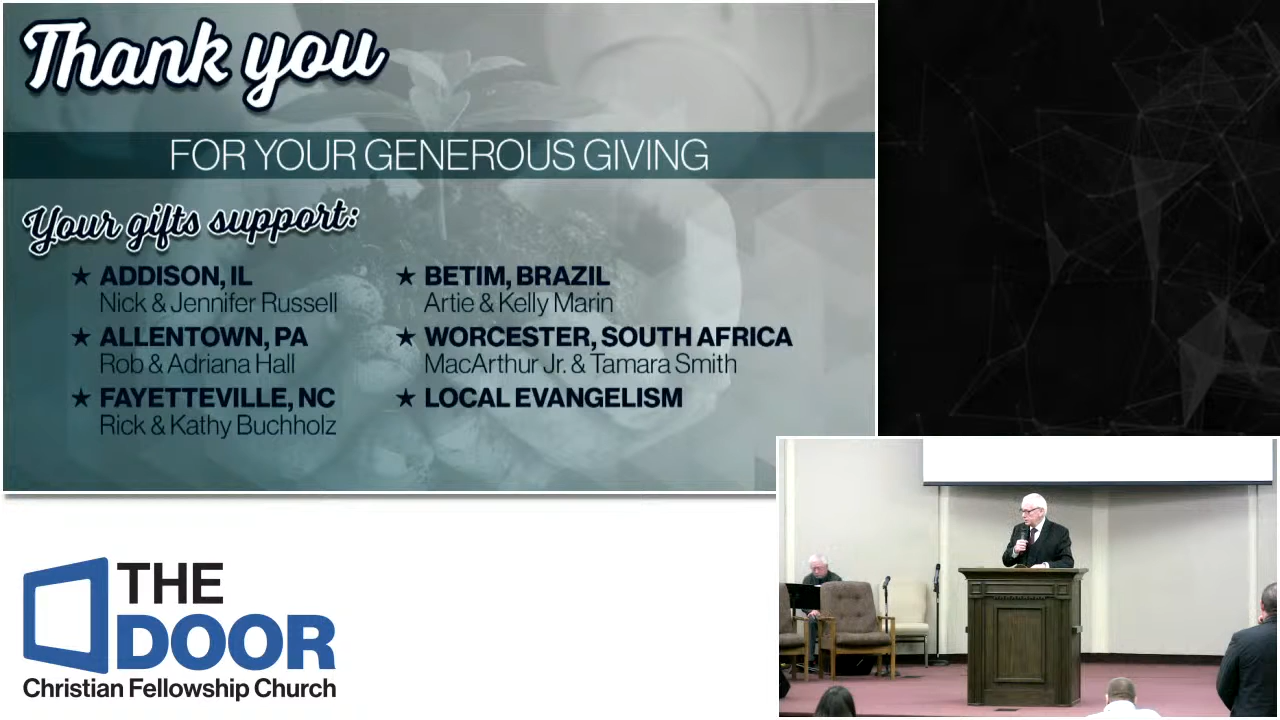 Thank you
FOR YOUR GENEROUS GIVING
Your gifts support:
★ ADDISON, IL
Nick & Jennifer Russell
★ ALLENTOWN, PA
Rob & Adriana Hall
★ FAYETTEVILLE, NC
Rick & Kathy Buchholz
★ BETIM, BRAZIL
Artie & Kelly Marin
★ WORCESTER, SOUTH AFRICA
MacArthur Jr. & Tamara Smith
★ LOCAL EVANGELISM
THE
DOOR
Christian Fellowship Church